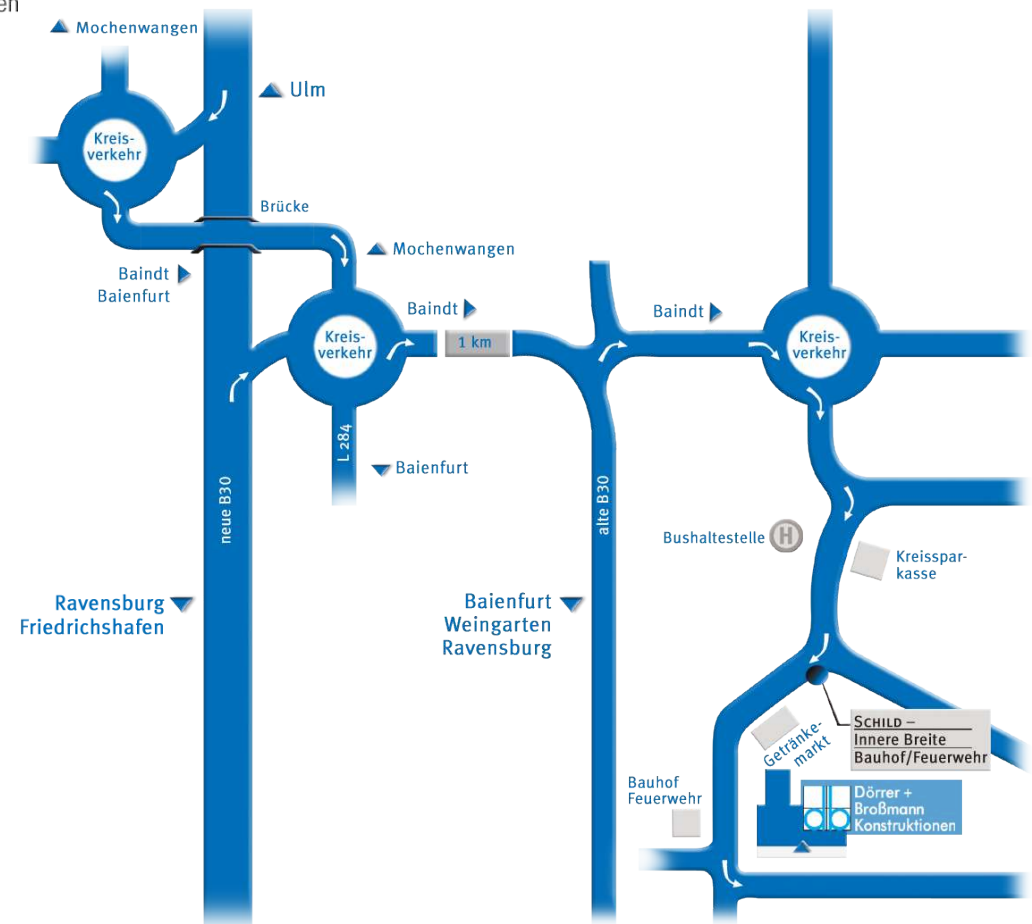 en
Mochenwangen
Ulm
Kreis-
verkehr
Brücke
Mochenwangen
Baindt
Baienfurt
Baindt
Baindt
Kreis-
verkehr
1 km
Kreis-
verkehr
L 284
Baienfurt
neue B30
alte B30
Bushaltestelle
H
Kreisspar-
kasse
Ravensburg
Friedrichshafen
Baienfurt
Weingarten
Ravensburg
SCHILD –
Innere Breite
Bauhof/Feuerwehr
Getränke-
markt
Bauhof
Feuerwehr
Dörrer +
Broßmann
Konstruktionen